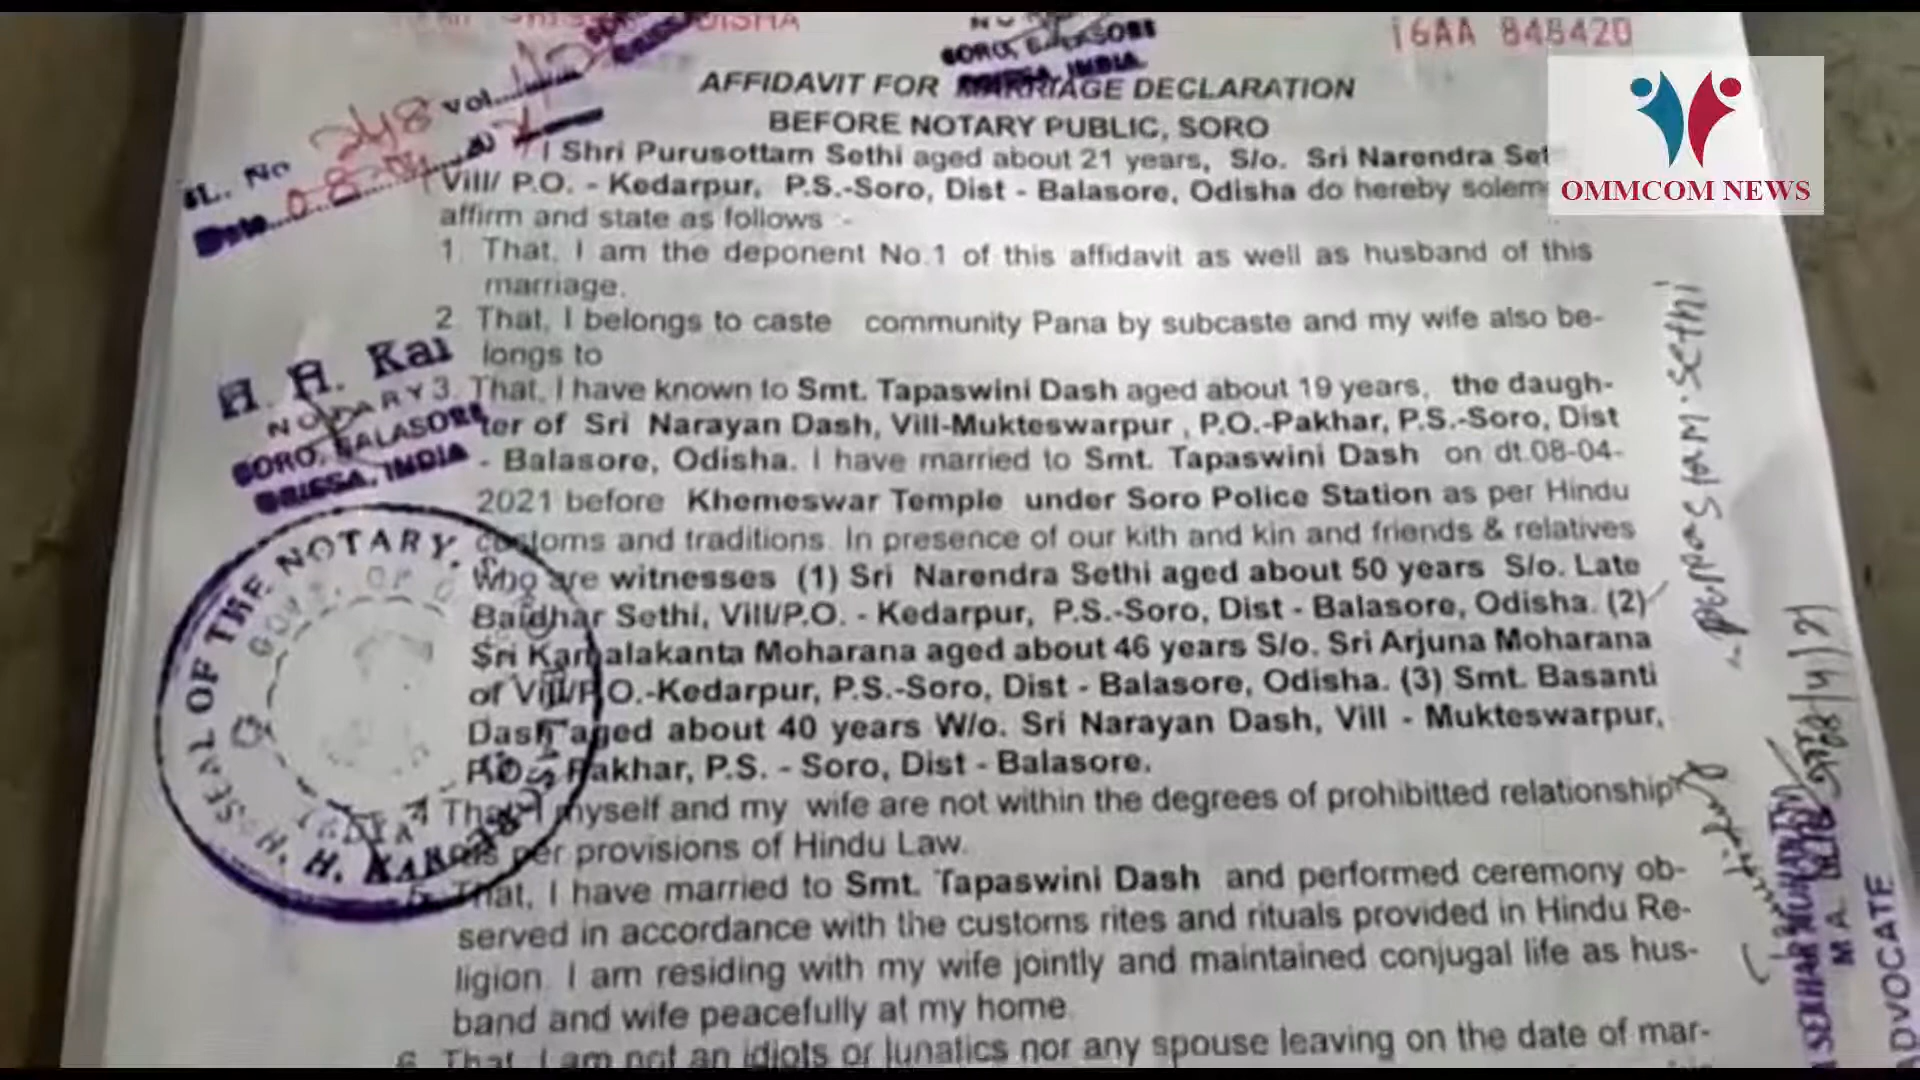 16AA 848420
SORO, BALASORE
ORISSA, INDIA
OMMCOM NEWS
SL. No 248 Vol.
Date
AFFIDAVIT FOR MARRIAGE DECLARATION
BEFORE NOTARY PUBLIC, SORO
I Shri Purusottam Sethi aged about 21 years, S/o. Sri Narendra Set
Vill/ P.O. - Kedarpur, P.S.-Soro, Dist - Balasore, Odisha do hereby solem
affirm and state as follows :-
1. That, I am the deponent No.1 of this affidavit as well as husband of this
marriage.
2. That, I belongs to caste community Pana by subcaste and my wife also be-
longs to
3. That, I have known to Smt. Tapaswini Dash aged about 19 years, the daugh-
ter of Sri Narayan Dash, Vill-Mukteswarpur , P.O.-Pakhar, P.S.-Soro, Dist
- Balasore, Odisha. I have married to Smt. Tapaswini Dash on dt.08-04-
2021 before Khemeswar Temple under Soro Police Station as per Hindu
customs and traditions. In presence of our kith and kin and friends & relatives
Who are witnesses (1) Sri Narendra Sethi aged about 50 years S/o. Late
Baidhar Sethi, Vill/P.O. - Kedarpur, P.S.-Soro, Dist - Balasore, Odisha. (2)
Sri Kamalakanta Moharana aged about 46 years S/o. Sri Arjuna Moharana
of Vill/P.O.-Kedarpur, P.S.-Soro, Dist - Balasore, Odisha. (3) Smt. Basanti
Dash aged about 40 years W/o. Sri Narayan Dash, Vill - Mukteswarpur,
P.O.- Pakhar, P.S. - Soro, Dist - Balasore.
4 That, I myself and my wife are not within the degrees of prohibitted relationship
as per provisions of Hindu Law.
5. That, I have married to Smt. Tapaswini Dash and performed ceremony ob-
served in accordance with the customs rites and rituals provided in Hindu Re-
ligion. I am residing with my wife jointly and maintained conjugal life as hus-
band and wife peacefully at my home.
6. That, I am not an idiots or lunatics nor any spouse leaving on the date of mar-
H. H. Kar
NOTARY
SORO, BALASORE
ORISSA, INDIA
SEAL OF THE NOTARY,
H. H. KAR
INDIA
SEKHAR MOHANTY
M.A.
ADVOCATE